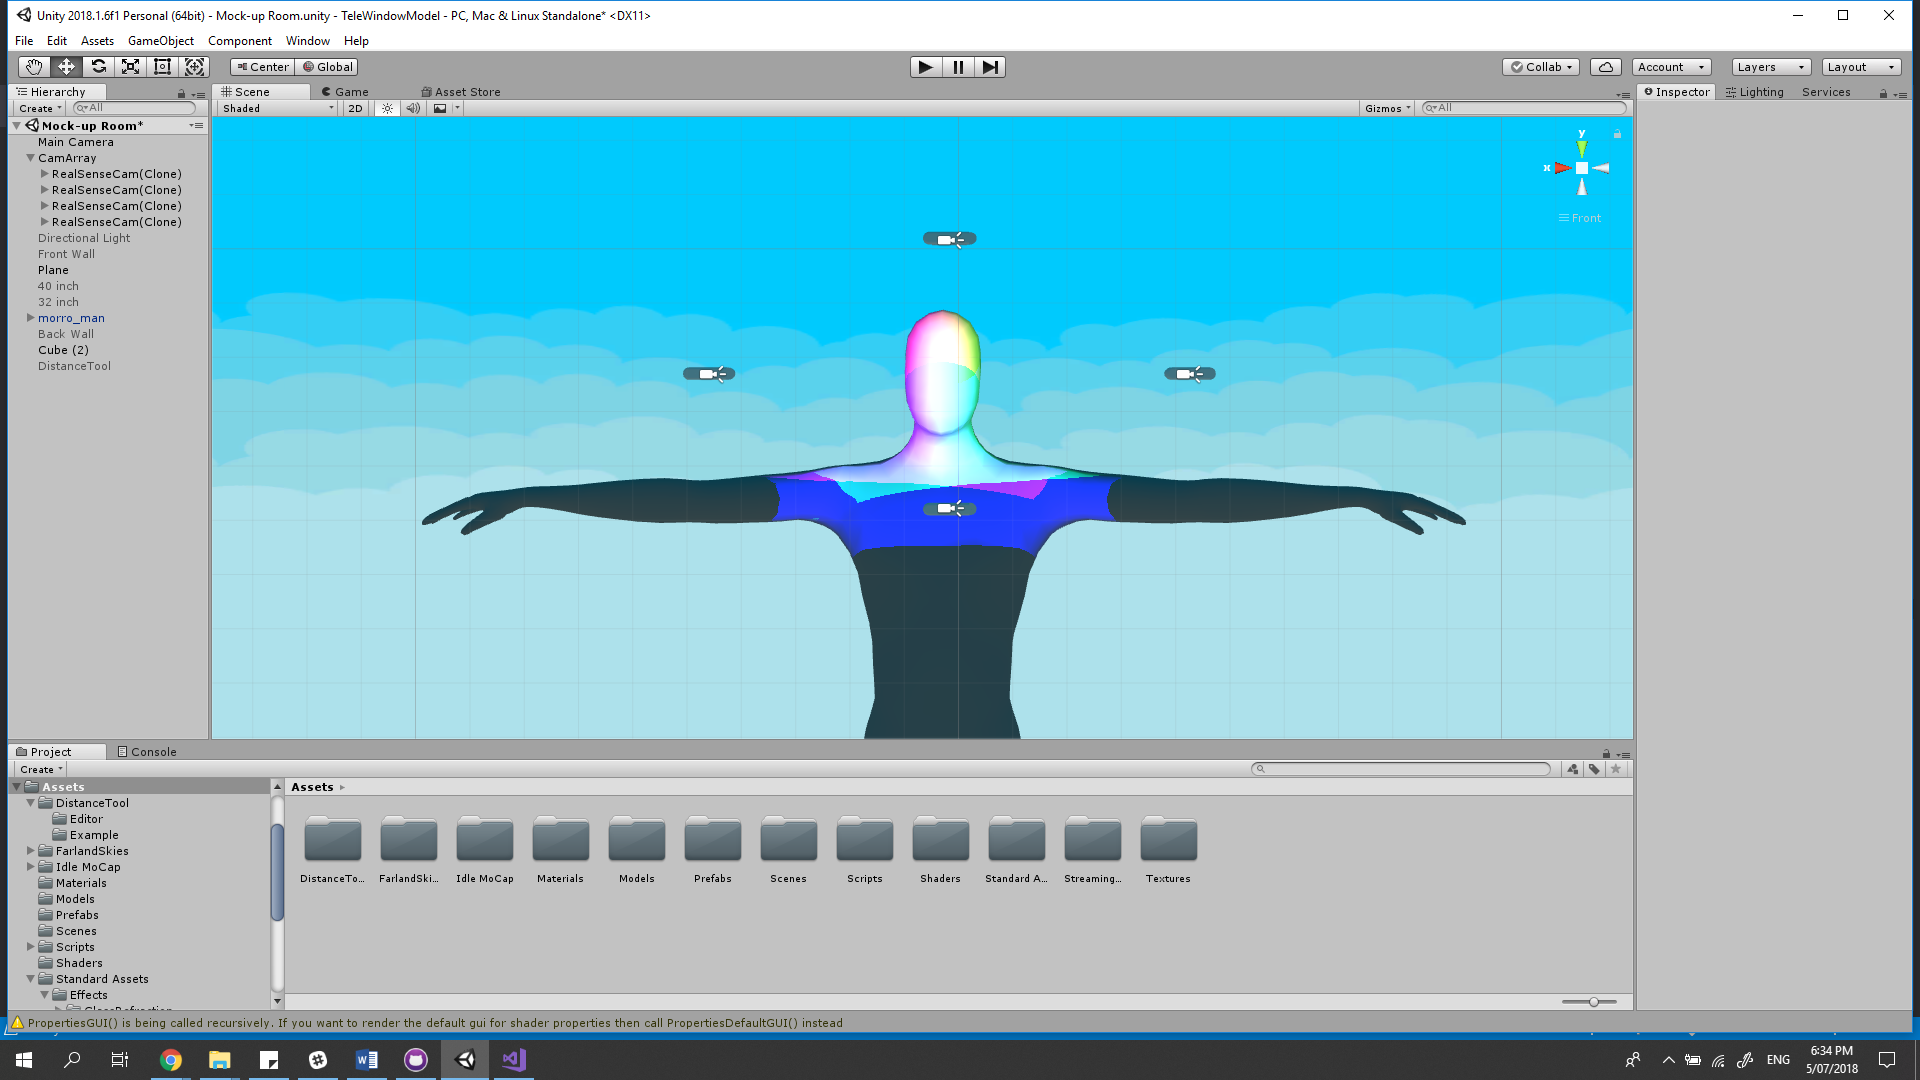 Unity 2018.1.6f1 Personal (64bit) - Mock-up Room.unity - TeleWindowModel - PC, Mac & Linux Standalone* <DX11>
File Edit Assets GameObject Component Window Help
Center Global Collab Account Layers Layout
Hierarchy Scene Game Asset Store Inspector Lighting Services
Create All Shaded 2D Gizmos All
Mock-up Room*
Main Camera
CamArray
RealSenseCam(Clone)
RealSenseCam(Clone)
RealSenseCam(Clone)
RealSenseCam(Clone)
Directional Light
Front Wall
Plane
40 inch
32 inch
morro_man
Back Wall
Cube (2)
DistanceTool
y
x
Front
Project Console
Create
Assets
DistanceTool
Editor
Example
FarlandSkies
Idle MoCap
Materials
Models
Prefabs
Scenes
Scripts
Shaders
Standard Assets
Effects
Assets
DistanceTo... FarlandSki... Idle MoCap Materials Models Prefabs Scenes Scripts Shaders Standard A... Streaming... Textures
PropertiesGUI() is being called recursively. If you want to render the default gui for shader properties then call PropertiesDefaultGUI() instead
ENG
6:34 PM
5/07/2018